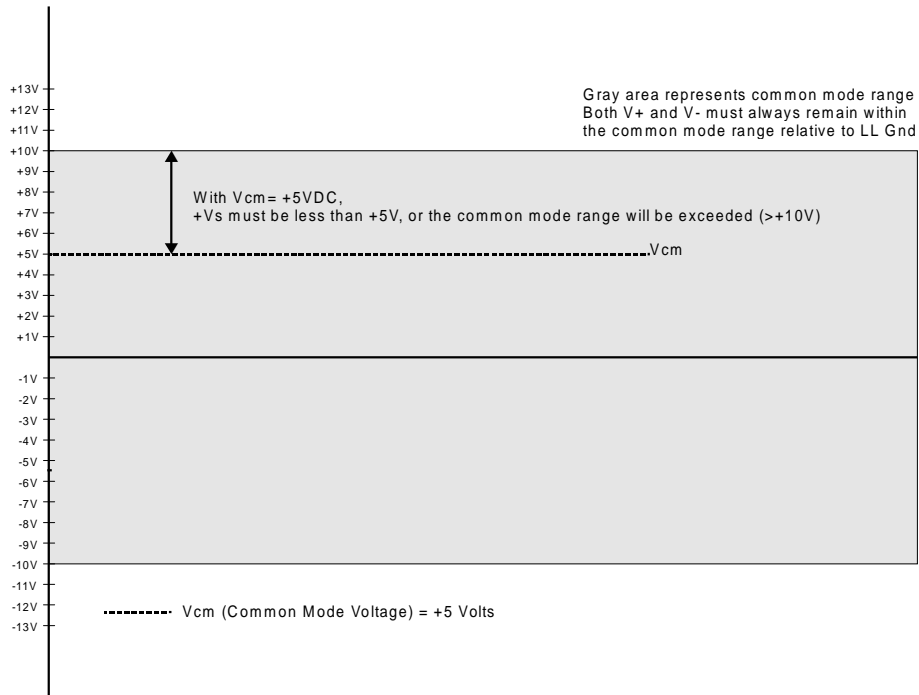 +13V
+12V
+11V
+10V
+9V
+8V
+7V
+6V
+5V
+4V
+3V
+2V
+1V
-1V
-2V
-3V
-4V
-5V
-6V
-7V
-8V
-9V
-10V
-11V
-12V
-13V
Gray area represents common mode range
Both V+ and V- must always remain within
the common mode range relative to LL Gnd
With Vcm= +5VDC,
+Vs must be less than +5V, or the common mode range will be exceeded (>+10V)
Vcm
Vcm (Common Mode Voltage) = +5 Volts